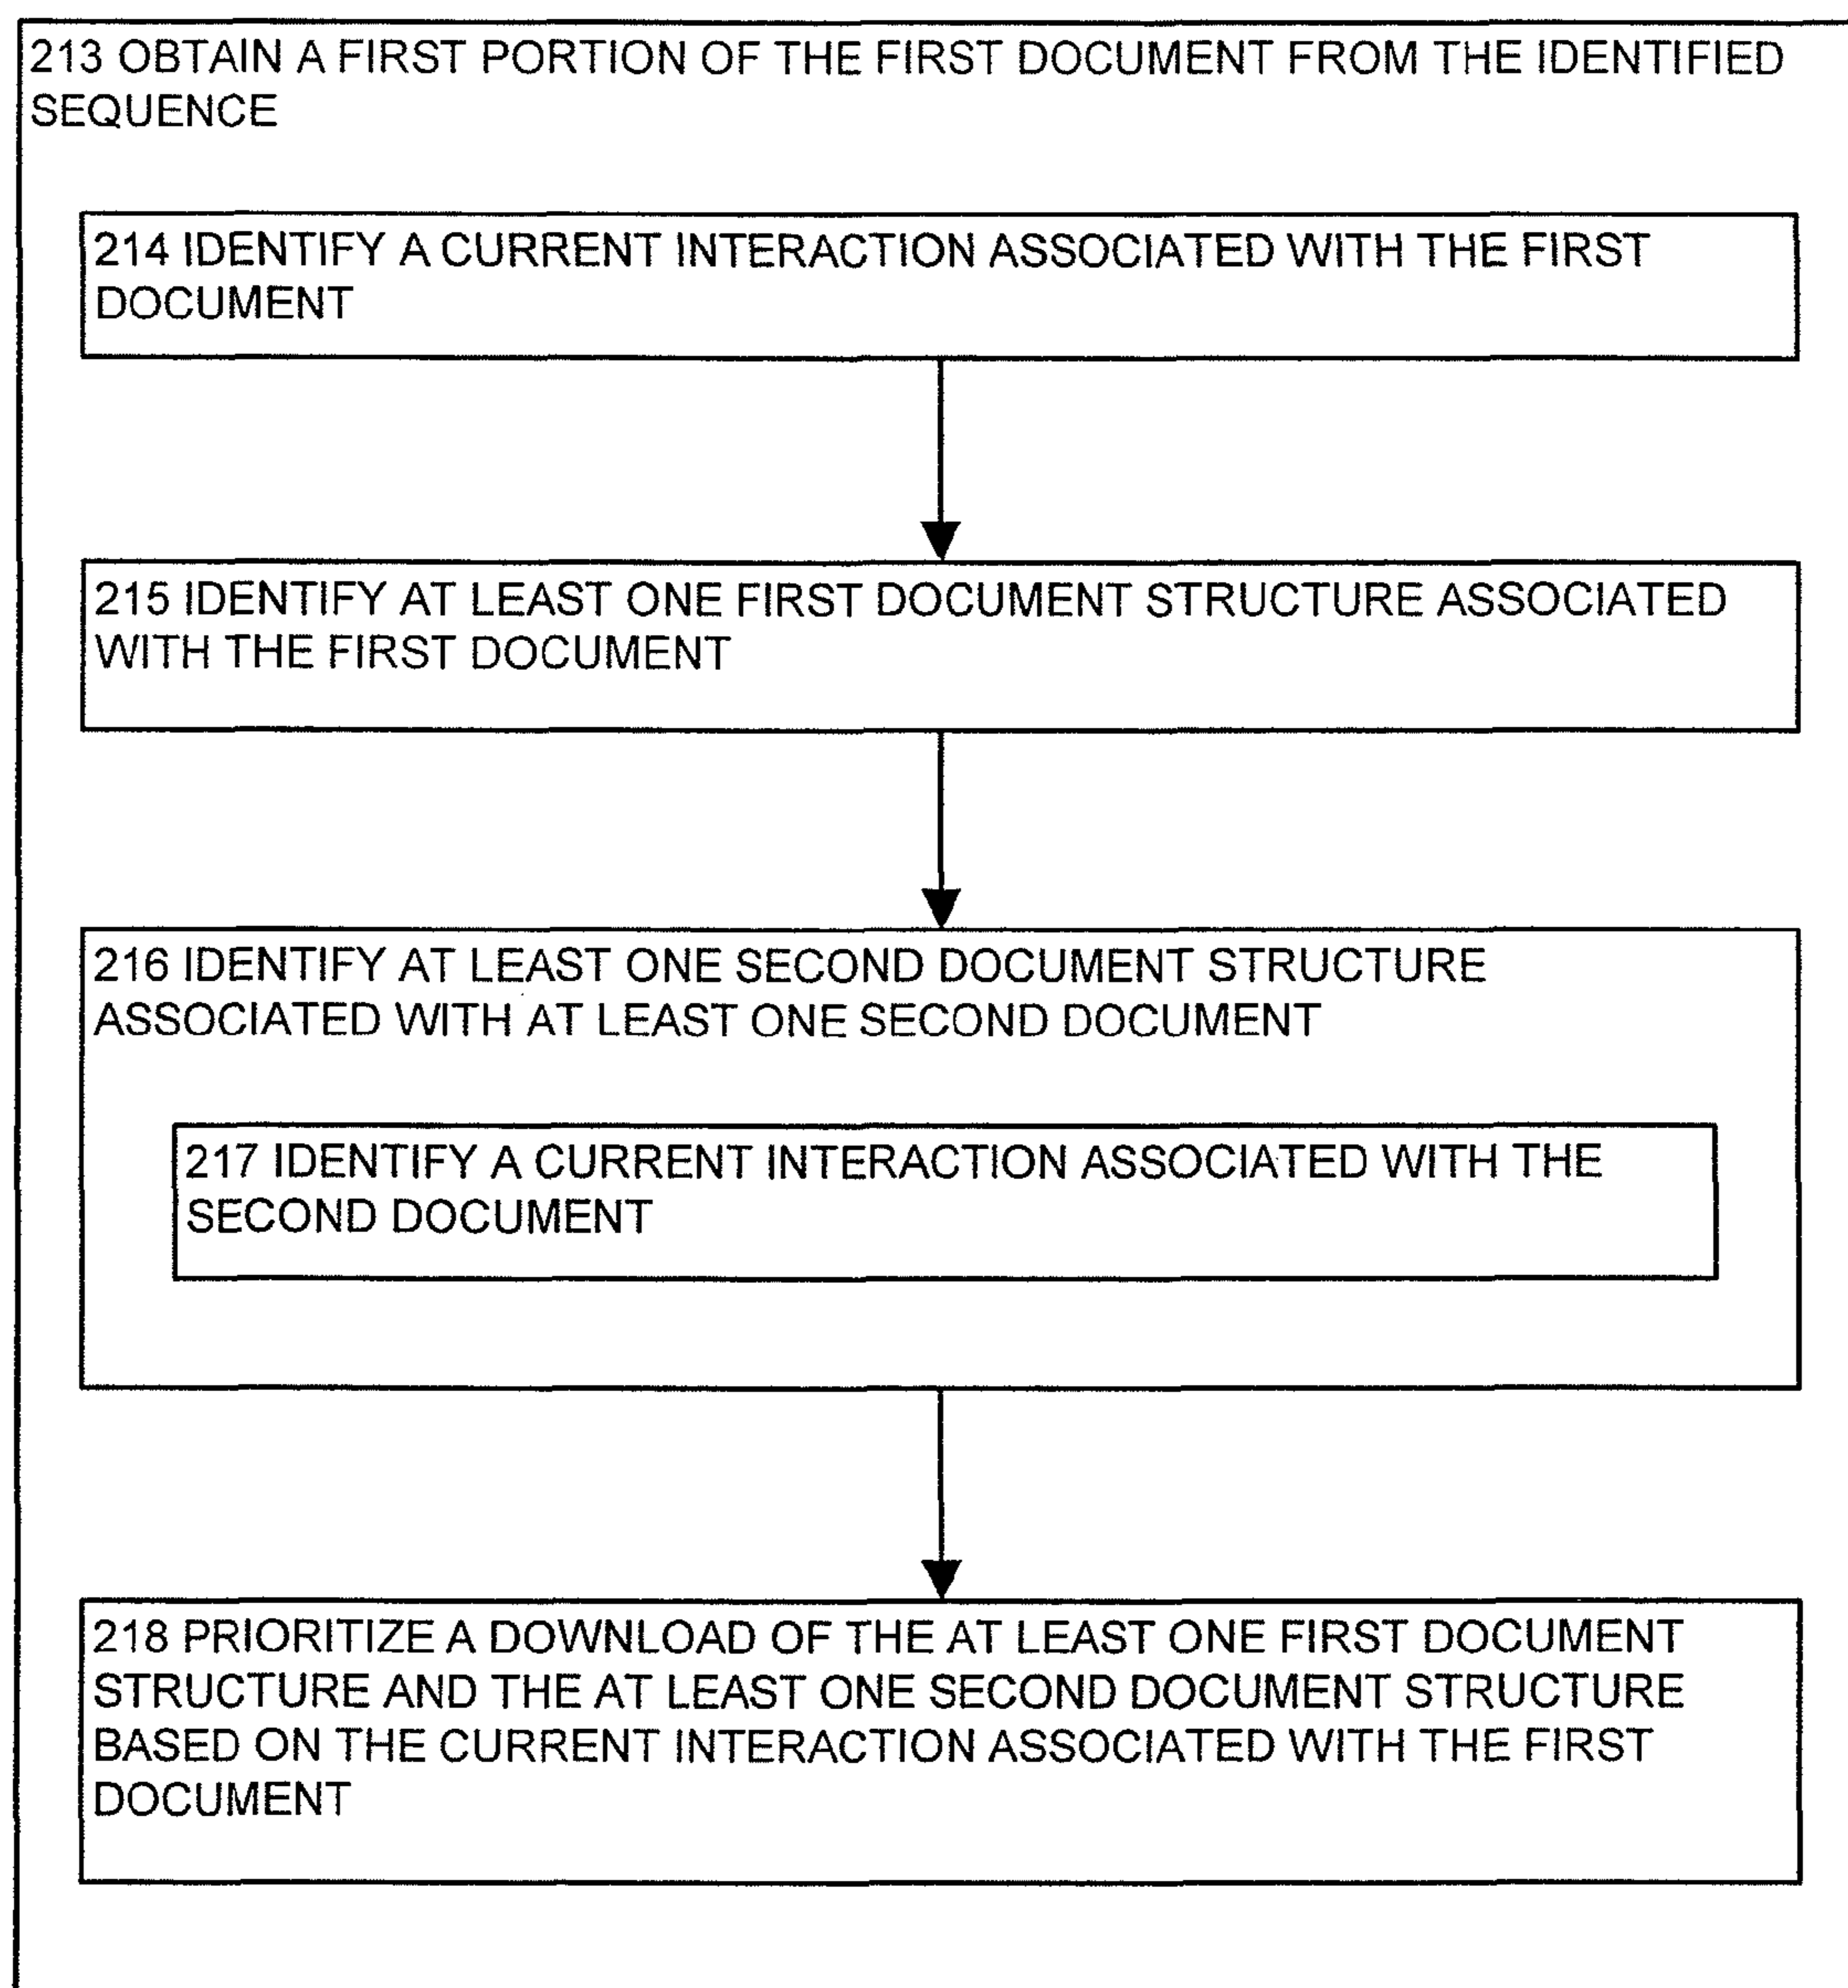 213 OBTAIN A FIRST PORTION OF THE FIRST DOCUMENT FROM THE IDENTIFIED
SEQUENCE
214 IDENTIFY A CURRENT INTERACTION ASSOCIATED WITH THE FIRST
DOCUMENT
215 IDENTIFY AT LEAST ONE FIRST DOCUMENT STRUCTURE ASSOCIATED
WITH THE FIRST DOCUMENT
216 IDENTIFY AT LEAST ONE SECOND DOCUMENT STRUCTURE
ASSOCIATED WITH AT LEAST ONE SECOND DOCUMENT
217 IDENTIFY A CURRENT INTERACTION ASSOCIATED WITH THE
SECOND DOCUMENT
218 PRIORITIZE A DOWNLOAD OF THE AT LEAST ONE FIRST DOCUMENT
STRUCTURE AND THE AT LEAST ONE SECOND DOCUMENT STRUCTURE
BASED ON THE CURRENT INTERACTION ASSOCIATED WITH THE FIRST
DOCUMENT